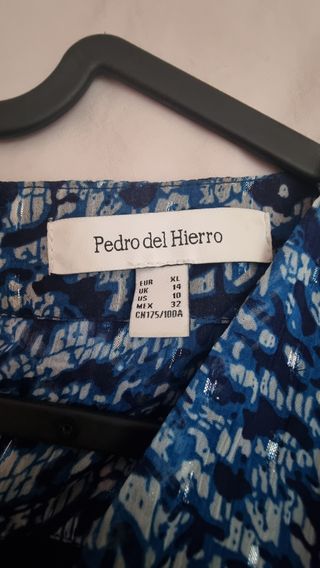 Pedro del Hierro
EUR XL
UK 14
US 10
MEX 32
CN175/100A